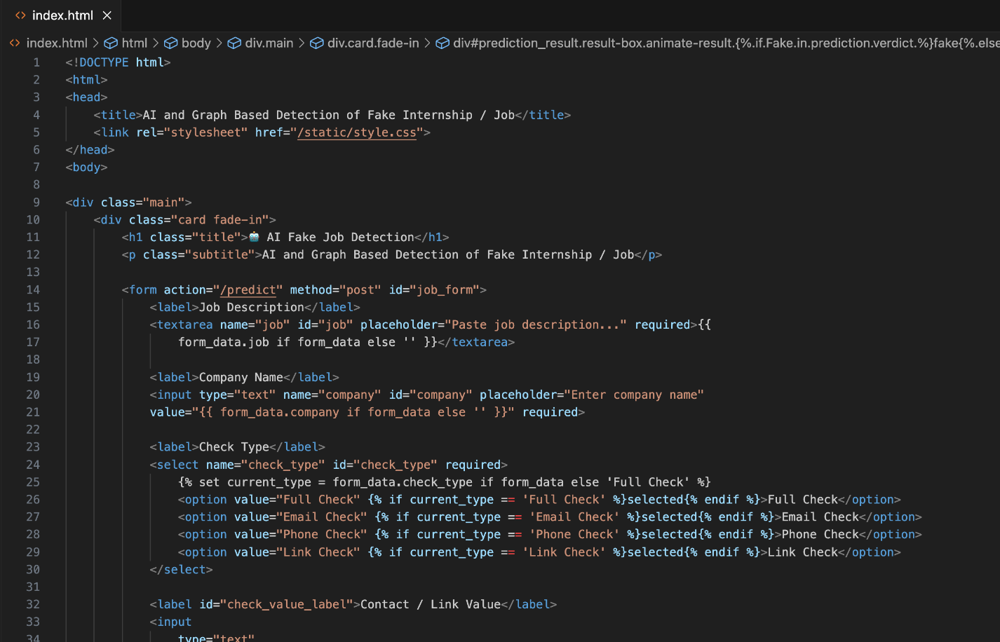 index.html
index.html > html > body > div.main > div.card.fade-in > div#prediction_result.result-box.animate-result.{%.if.Fake.in.prediction.verdict.%}fake{%.else
1 <!DOCTYPE html>
2 <html>
3 <head>
4     <title>AI and Graph Based Detection of Fake Internship / Job</title>
5     <link rel="stylesheet" href="/static/style.css">
6 </head>
7 <body>
8
9 <div class="main">
10     <div class="card fade-in">
11         <h1 class="title">🤖 AI Fake Job Detection</h1>
12         <p class="subtitle">AI and Graph Based Detection of Fake Internship / Job</p>
13
14         <form action="/predict" method="post" id="job_form">
15             <label>Job Description</label>
16             <textarea name="job" id="job" placeholder="Paste job description..." required>{{
17                 form_data.job if form_data else '' }}</textarea>
18
19             <label>Company Name</label>
20             <input type="text" name="company" id="company" placeholder="Enter company name"
21             value="{{ form_data.company if form_data else '' }}" required>
22
23             <label>Check Type</label>
24             <select name="check_type" id="check_type" required>
25                 {% set current_type = form_data.check_type if form_data else 'Full Check' %}
26                 <option value="Full Check" {% if current_type == 'Full Check' %}selected{% endif %}>Full Check</option>
27                 <option value="Email Check" {% if current_type == 'Email Check' %}selected{% endif %}>Email Check</option>
28                 <option value="Phone Check" {% if current_type == 'Phone Check' %}selected{% endif %}>Phone Check</option>
29                 <option value="Link Check" {% if current_type == 'Link Check' %}selected{% endif %}>Link Check</option>
30             </select>
31
32             <label id="check_value_label">Contact / Link Value</label>
33             <input
34                 type="text"